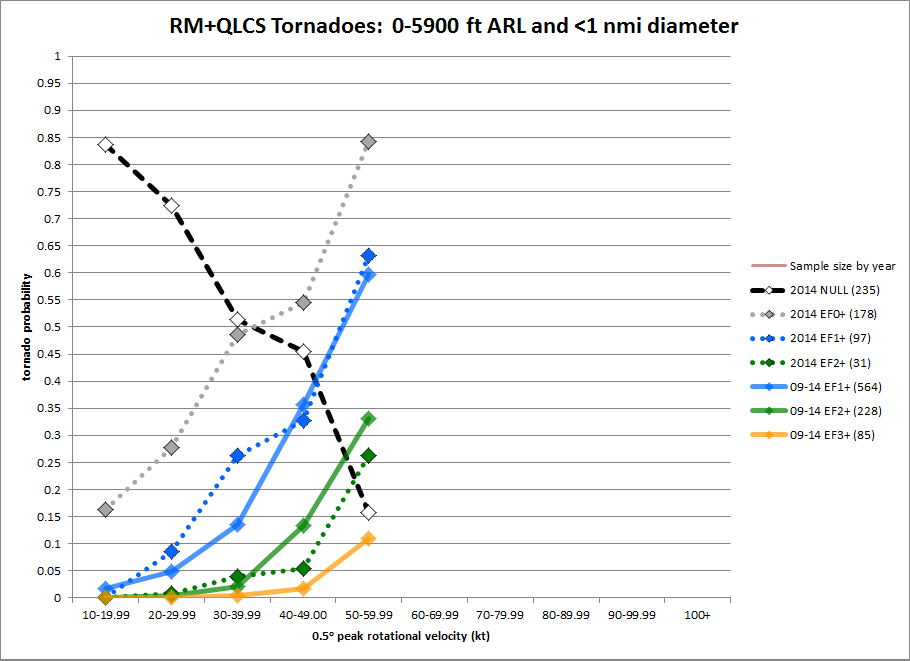 RM+QLCS Tornadoes:  0-5900 ft ARL and <1 nmi diameter
1
0.95
0.9
0.85
0.8
0.75
0.7
0.65
0.6
0.55
0.5
0.45
0.4
0.35
0.3
0.25
0.2
0.15
0.1
0.05
0
tornado probability
10-19.99 20-29.99 30-39.99 40-49.00 50-59.99 60-69.99 70-79.99 80-89.99 90-99.99 100+
0.5° peak rotational velocity (kt)
Sample size by year
2014 NULL (235)
2014 EF0+ (178)
2014 EF1+ (97)
2014 EF2+ (31)
09-14 EF1+ (564)
09-14 EF2+ (228)
09-14 EF3+ (85)